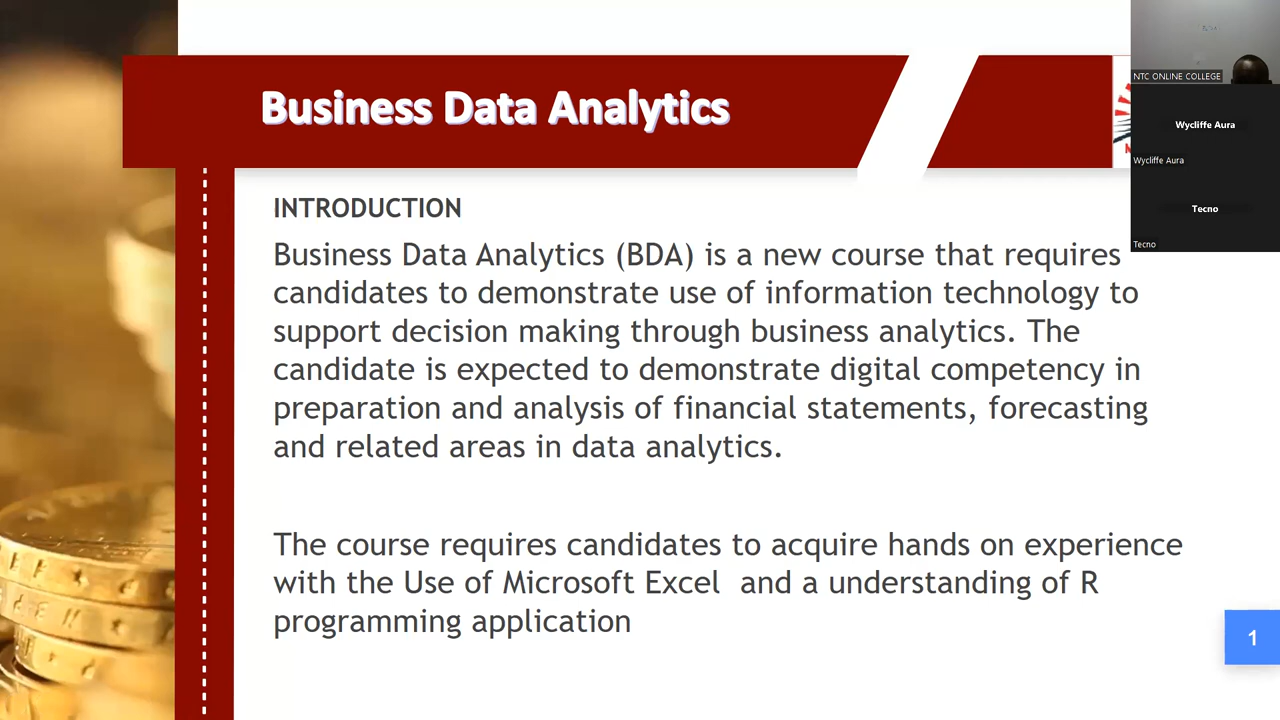 Business Data Analytics
INTRODUCTION
Business Data Analytics (BDA) is a new course that requires
candidates to demonstrate use of information technology to
support decision making through business analytics. The
candidate is expected to demonstrate digital competency in
preparation and analysis of financial statements, forecasting
and related areas in data analytics.
The course requires candidates to acquire hands on experience
with the Use of Microsoft Excel and a understanding of R
programming application
1
NTC ONLINE COLLEGE
Wycliffe Aura
Wycliffe Aura
Tecno
Tecno